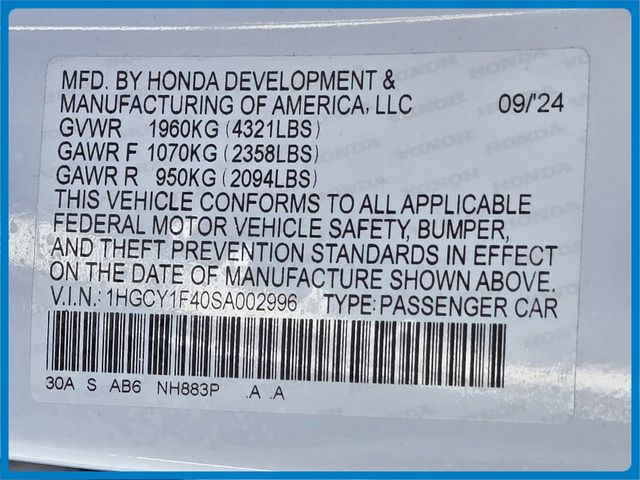 MFD. BY HONDA DEVELOPMENT &
MANUFACTURING OF AMERICA, LLC 09/'24
GVWR 1960KG (4321LBS)
GAWR F 1070KG (2358LBS)
GAWR R 950KG (2094LBS)
THIS VEHICLE CONFORMS TO ALL APPLICABLE
FEDERAL MOTOR VEHICLE SAFETY, BUMPER,
AND THEFT PREVENTION STANDARDS IN EFFECT
ON THE DATE OF MANUFACTURE SHOWN ABOVE.
V.I.N.: 1HGCY1F40SA002996 TYPE: PASSENGER CAR
30A S AB6 NH883P .A .A